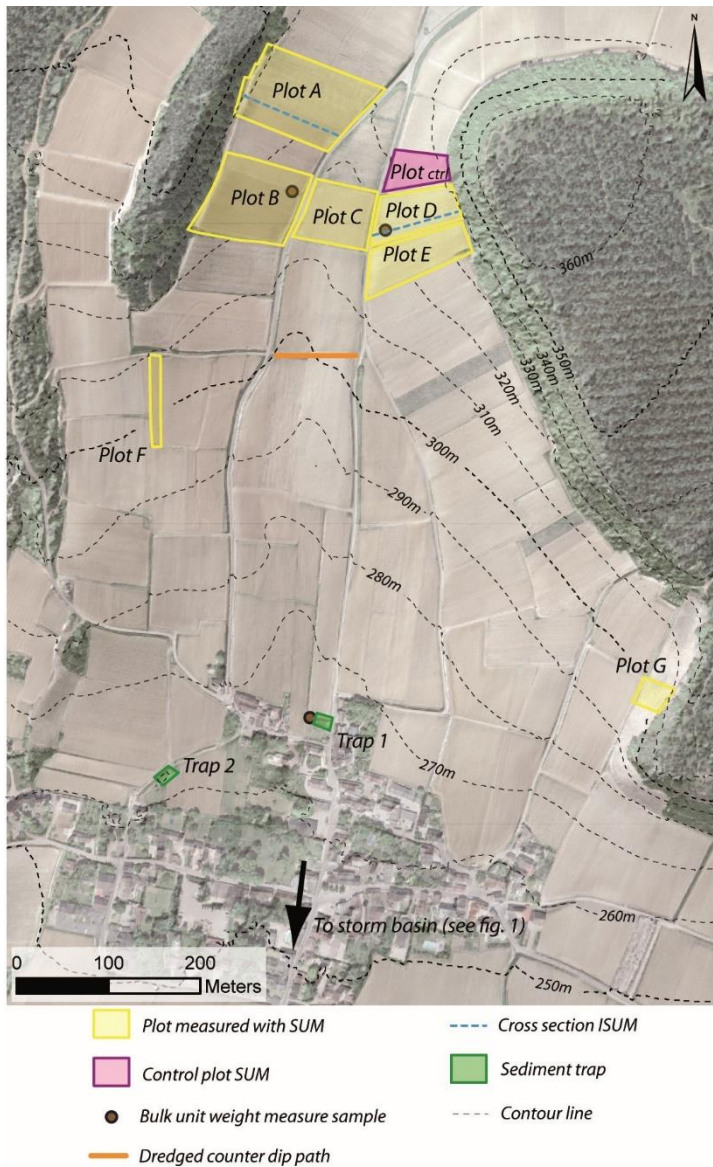 N
Plot A
Plot ctrl
Plot B
Plot C
Plot D
Plot E
360m
350m
340m
330m
320m
310m
300m
Plot F
290m
280m
Plot G
Trap 1
Trap 2
270m
To storm basin (see fig. 1)
260m
250m
0 100 200
Meters
Plot measured with SUM
Cross section ISUM
Control plot SUM
Sediment trap
Bulk unit weight measure sample
Contour line
Dredged counter dip path